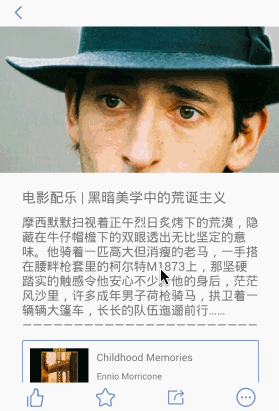 电影配乐 | 黑暗美学中的荒诞主义
摩西默默扫视着正午烈日炙烤下的荒漠，隐
藏在牛仔帽檐下的双眼透出无比坚定的意
味。他骑着一匹高大但消瘦的老马，一手搭
在腰畔枪套里的柯尔特M1873上，那坚硬
踏实的触感令他安心不少。他的身后，茫茫
风沙里，许多成年男子荷枪骑马，拱卫着一
辆辆大篷车，长长的队伍迤逦前行......
————————————————————————
Childhood Memories
Ennio Morricone